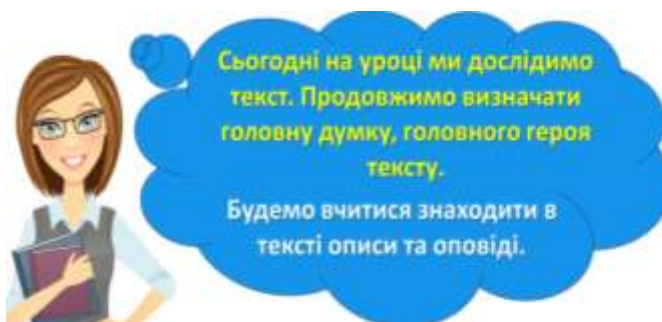 Сьогодні на уроці ми дослідимо
текст. Продовжимо визначати
головну думку, головного героя
тексту.
Будемо вчитися знаходити в
тексті описи та оповіді.